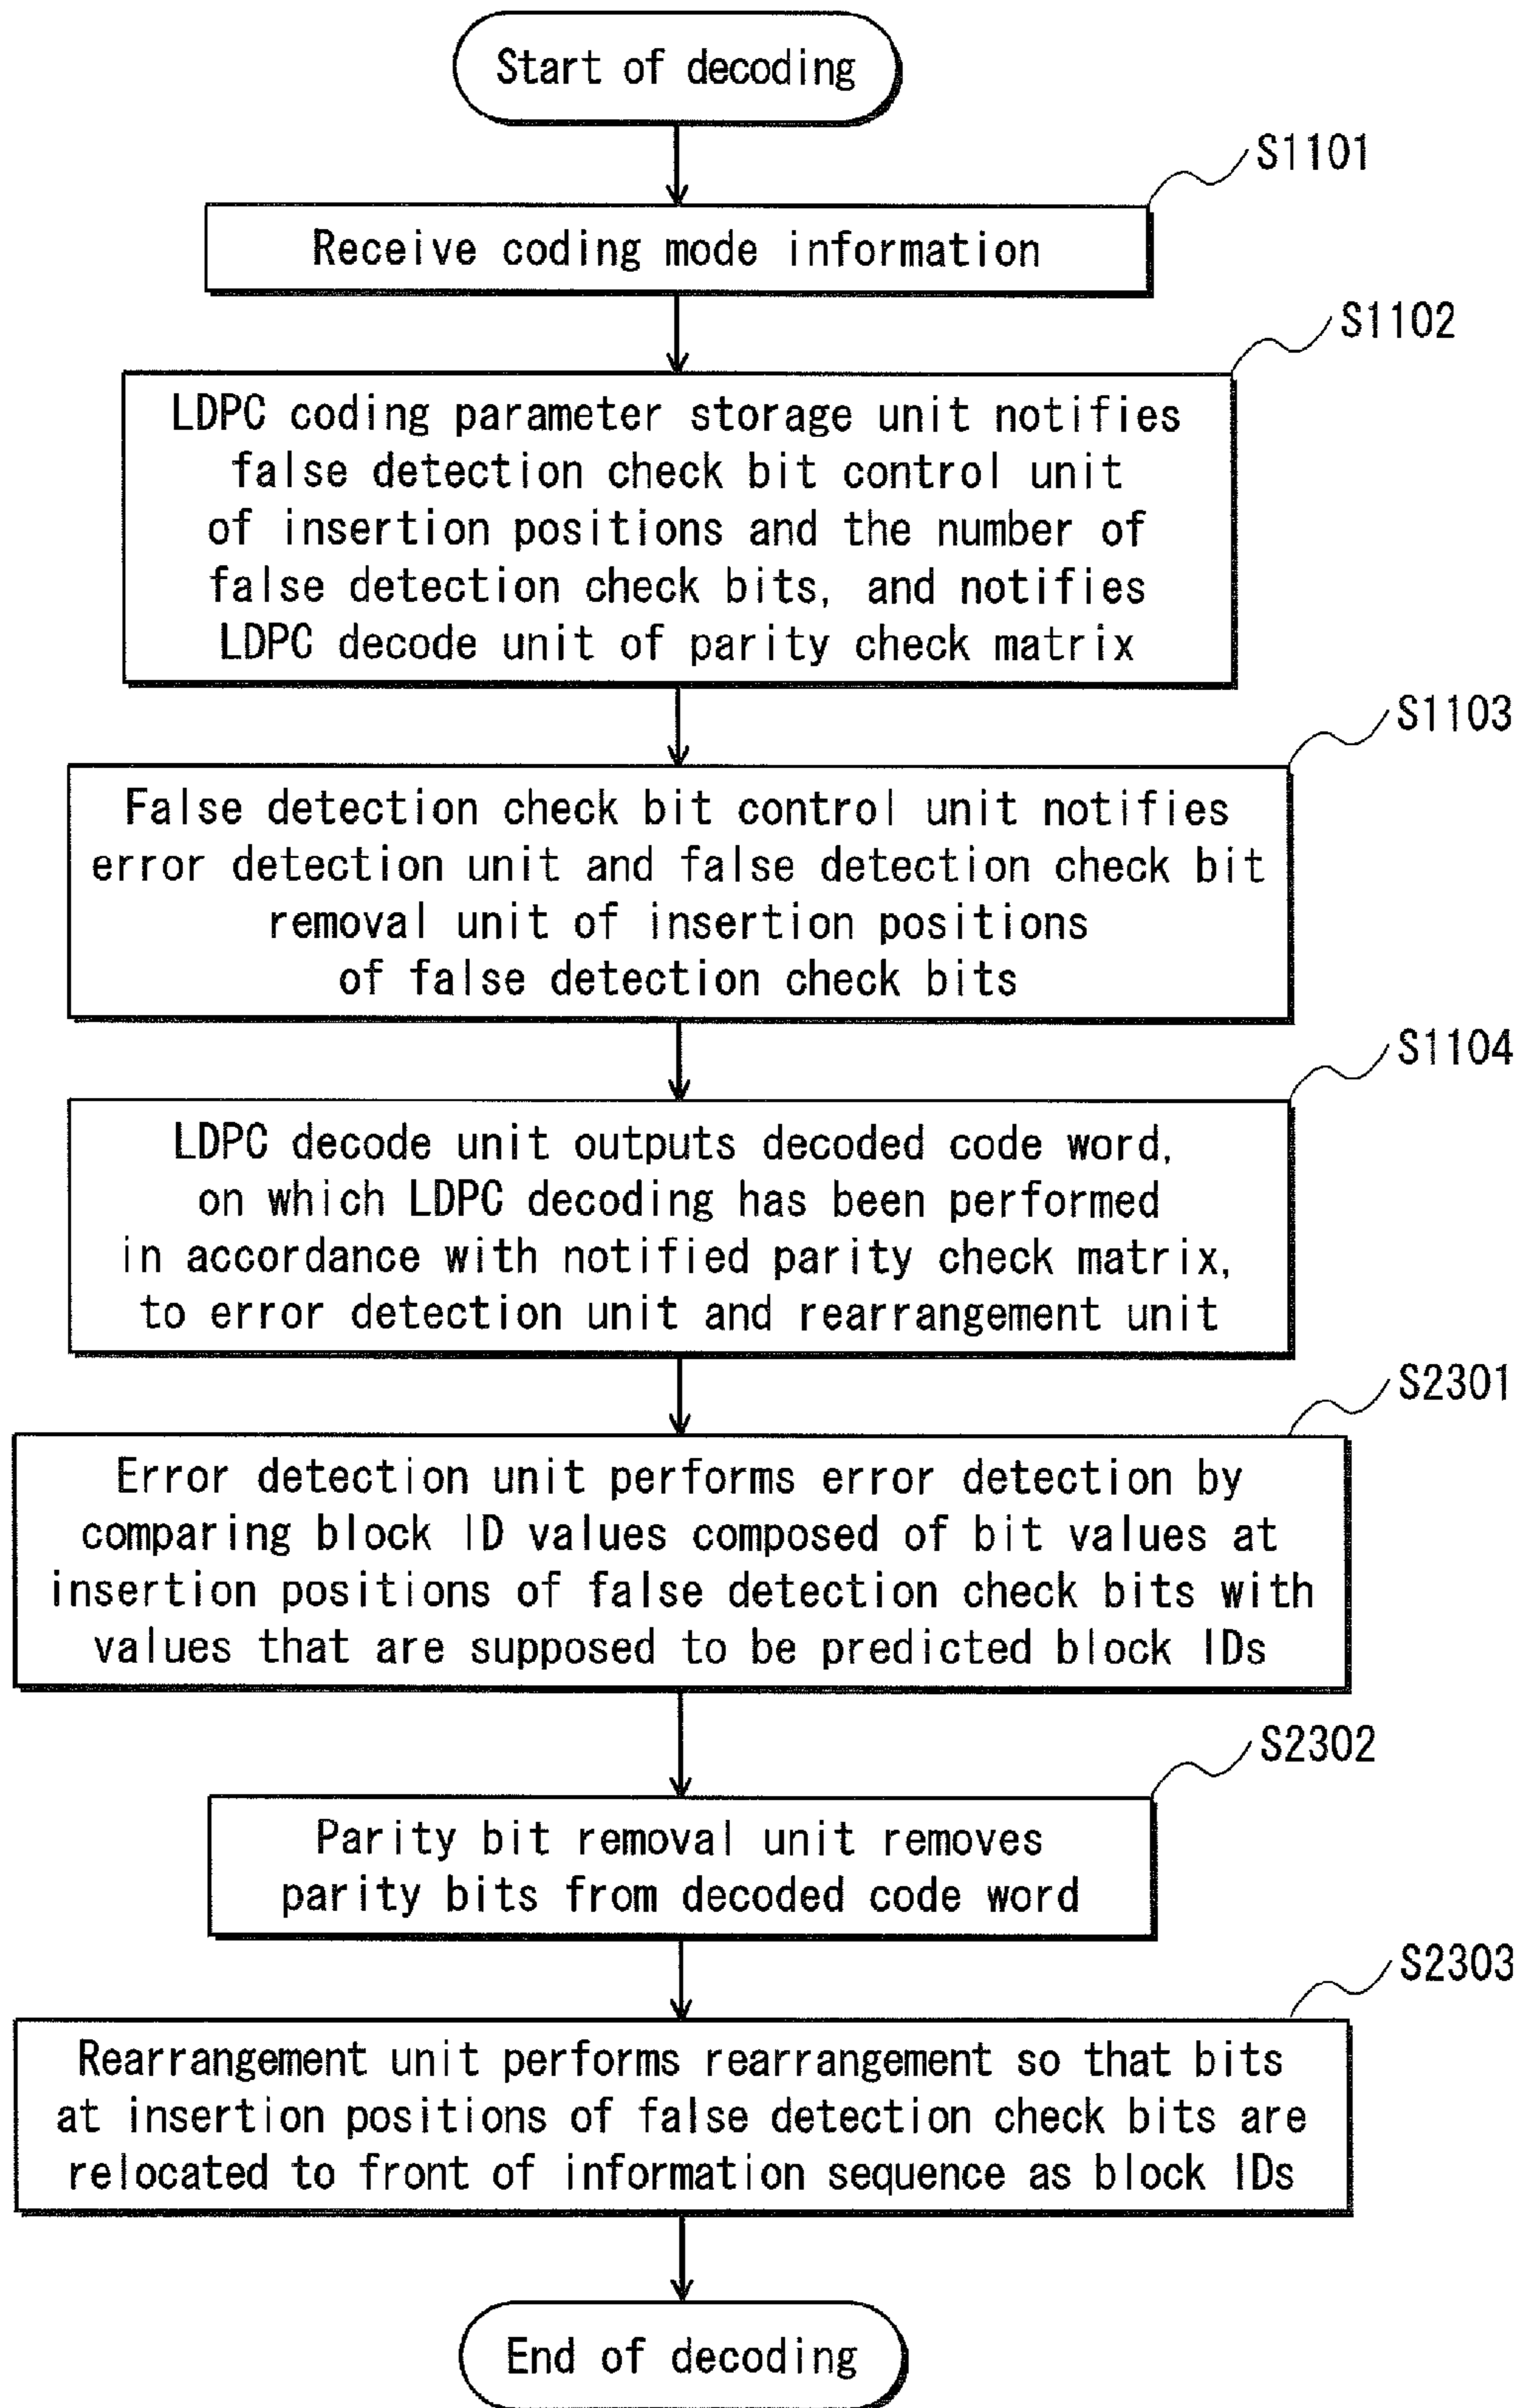 Start of decoding
S1101
Receive coding mode information
S1102
LDPC coding parameter storage unit notifies
false detection check bit control unit
of insertion positions and the number of
false detection check bits, and notifies
LDPC decode unit of parity check matrix
S1103
False detection check bit control unit notifies
error detection unit and false detection check bit
removal unit of insertion positions
of false detection check bits
S1104
LDPC decode unit outputs decoded code word,
on which LDPC decoding has been performed
in accordance with notified parity check matrix,
to error detection unit and rearrangement unit
S2301
Error detection unit performs error detection by
comparing block ID values composed of bit values at
insertion positions of false detection check bits with
values that are supposed to be predicted block IDs
S2302
Parity bit removal unit removes
parity bits from decoded code word
S2303
Rearrangement unit performs rearrangement so that bits
at insertion positions of false detection check bits are
relocated to front of information sequence as block IDs
End of decoding